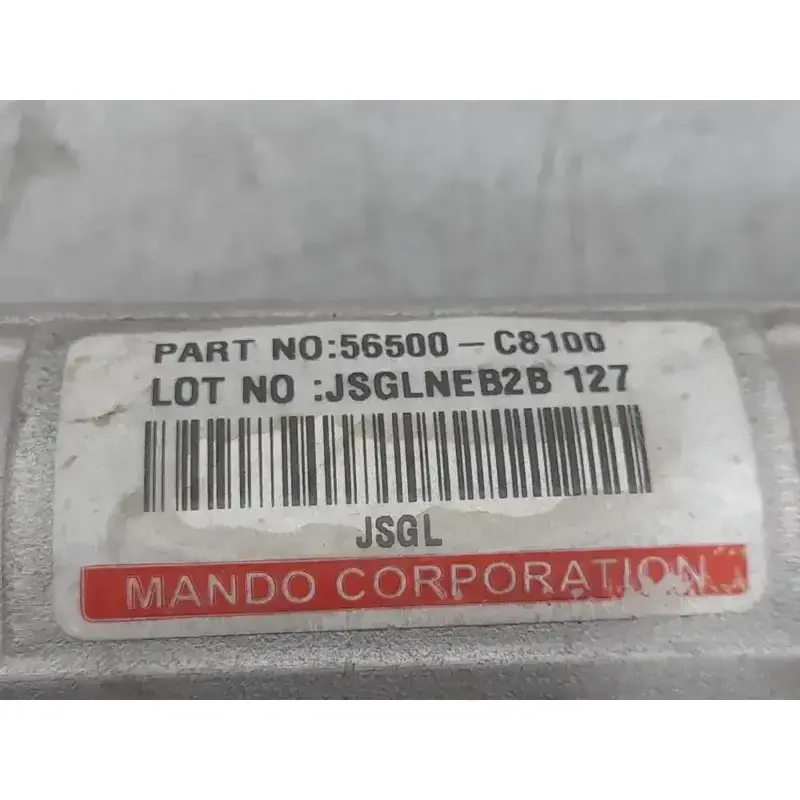 PART NO:56500-C8100
LOT NO :JSGLNEB2B 127
JSGL
MANDO CORPORATION